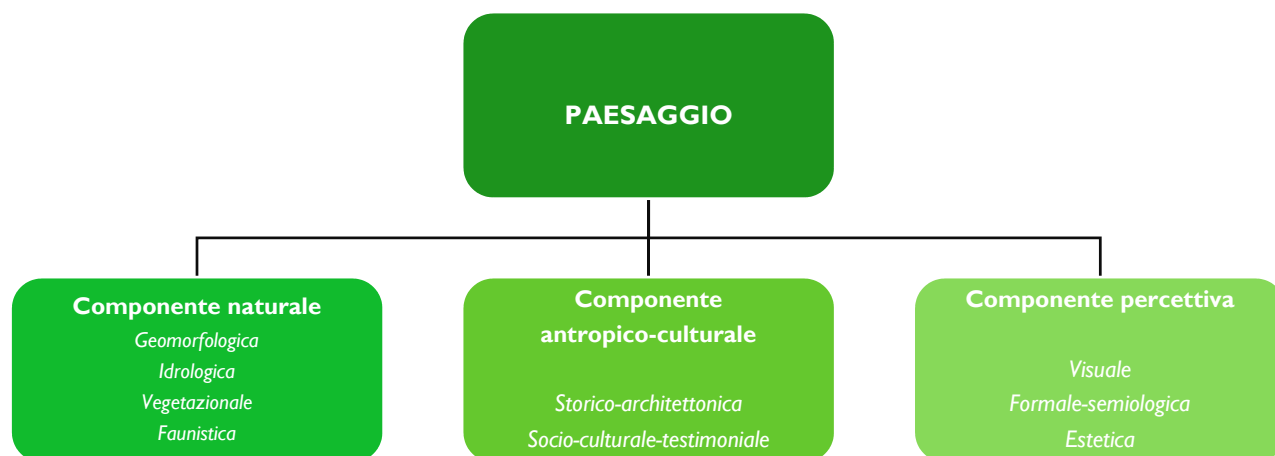 PAESAGGIO
Componente naturale
Geomorfologica
Idrologica
Vegetazionale
Faunistica
Componente
antropico-culturale
Storico-architettonica
Socio-culturale-testimoniale
Componente percettiva
Visuale
Formale-semiologica
Estetica